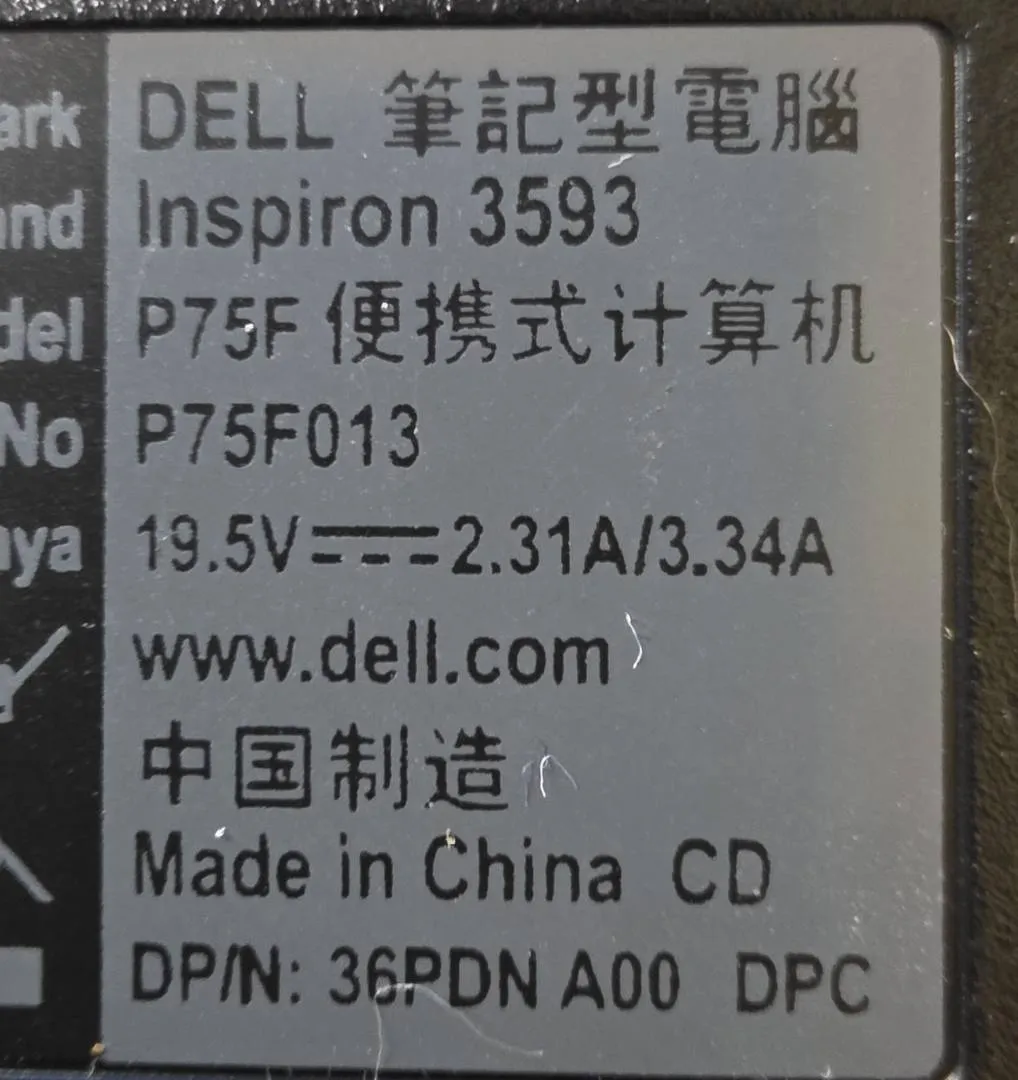 ark DELL 筆記型電腦
and Inspiron 3593
del P75F 便携式计算机
No P75F013
aya 19.5V⎓2.31A/3.34A
www.dell.com
中国制造
Made in China CD
DP/N: 36PDN A00 DPC